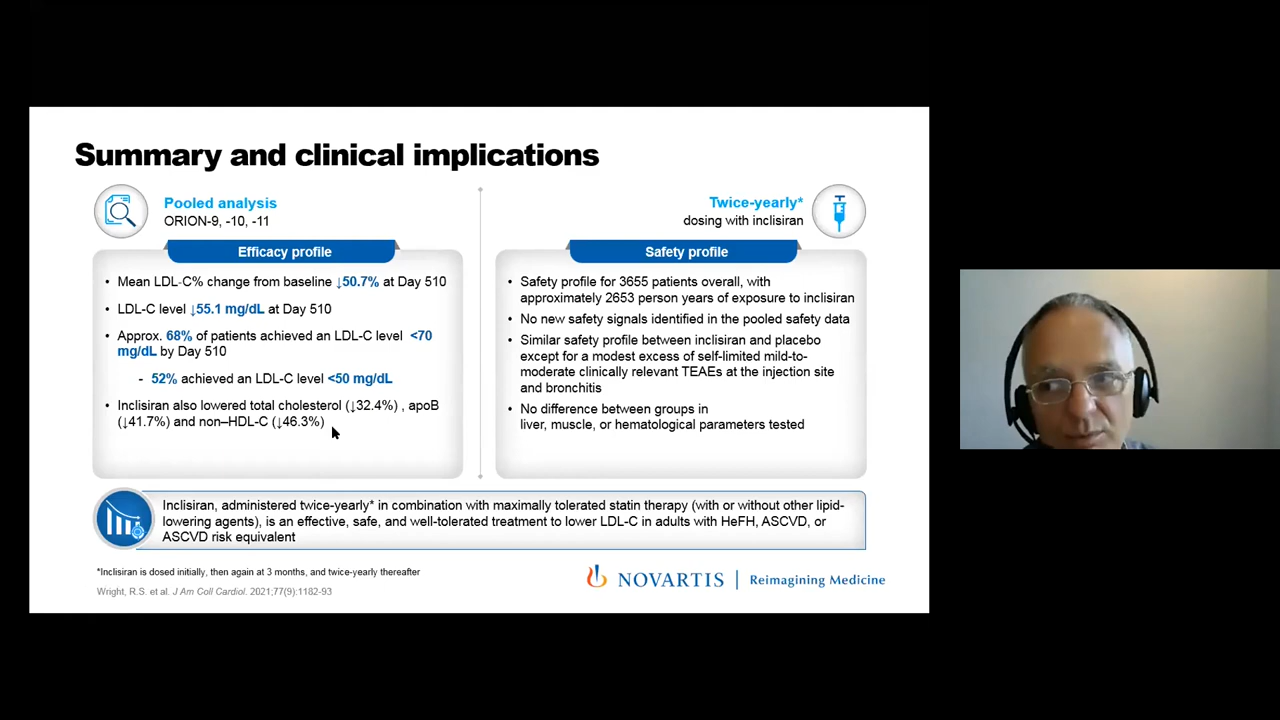 Summary and clinical implications
Pooled analysis
ORION-9, -10, -11
Twice-yearly*
dosing with inclisiran
Efficacy profile
• Mean LDL-C% change from baseline ↓50.7% at Day 510
• LDL-C level ↓55.1 mg/dL at Day 510
• Approx. 68% of patients achieved an LDL-C level <70
mg/dL by Day 510
- 52% achieved an LDL-C level <50 mg/dL
• Inclisiran also lowered total cholesterol (↓32.4%) , apoB
(↓41.7%) and non–HDL-C (↓46.3%)
Safety profile
• Safety profile for 3655 patients overall, with
approximately 2653 person years of exposure to inclisiran
• No new safety signals identified in the pooled safety data
• Similar safety profile between inclisiran and placebo
except for a modest excess of self-limited mild-to-
moderate clinically relevant TEAEs at the injection site
and bronchitis
• No difference between groups in
liver, muscle, or hematological parameters tested
Inclisiran, administered twice-yearly* in combination with maximally tolerated statin therapy (with or without other lipid-
lowering agents), is an effective, safe, and well-tolerated treatment to lower LDL-C in adults with HeFH, ASCVD, or
ASCVD risk equivalent
*Inclisiran is dosed initially, then again at 3 months, and twice-yearly thereafter
Wright, R.S. et al. J Am Coll Cardiol. 2021;77(9):1182-93
NOVARTIS | Reimagining Medicine